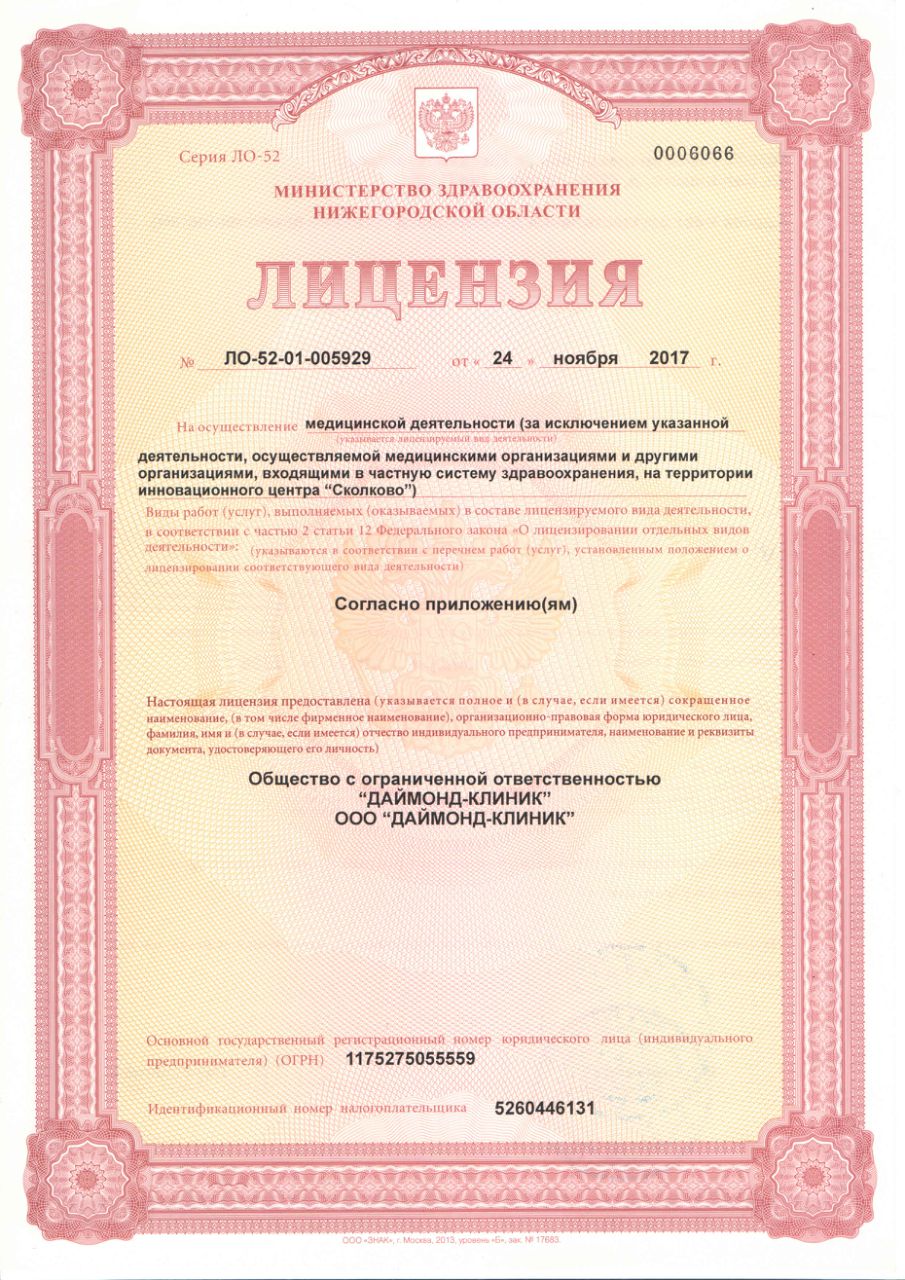 Серия ЛО-52
0006066
МИНИСТЕРСТВО ЗДРАВООХРАНЕНИЯ
НИЖЕГОРОДСКОЙ ОБЛАСТИ
ЛИЦЕНЗИЯ
№ ЛО-52-01-005929 от « 24 » ноября 2017 г.
На осуществление медицинской деятельности (за исключением указанной
(указывается лицензируемый вид деятельности)
деятельности, осуществляемой медицинскими организациями и другими
организациями, входящими в частную систему здравоохранения, на территории
инновационного центра “Сколково”)
Виды работ (услуг), выполняемых (оказываемых) в составе лицензируемого вида деятельности,
в соответствии с частью 2 статьи 12 Федерального закона «О лицензировании отдельных видов
деятельности»: (указываются в соответствии с перечнем работ (услуг), установленным положением о
лицензировании соответствующего вида деятельности)
Согласно приложению(ям)
Настоящая лицензия предоставлена (указывается полное и (в случае, если имеется) сокращенное
наименование, (в том числе фирменное наименование), организационно-правовая форма юридического лица,
фамилия, имя и (в случае, если имеется) отчество индивидуального предпринимателя, наименование и реквизиты
документа, удостоверяющего его личность)
Общество с ограниченной ответственностью
“ДАЙМОНД-КЛИНИК”
ООО “ДАЙМОНД-КЛИНИК”
Основной государственный регистрационный номер юридического лица (индивидуального
предпринимателя) (ОГРН) 1175275055559
Идентификационный номер налогоплательщика 5260446131
ООО «ЗНАК», г. Москва, 2013, уровень «Б», зак. № 17683.